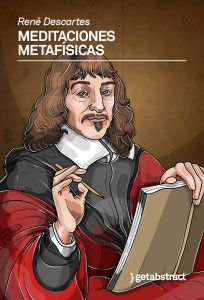 René Descartes
MEDITACIONES
METAFÍSICAS
}getabstract